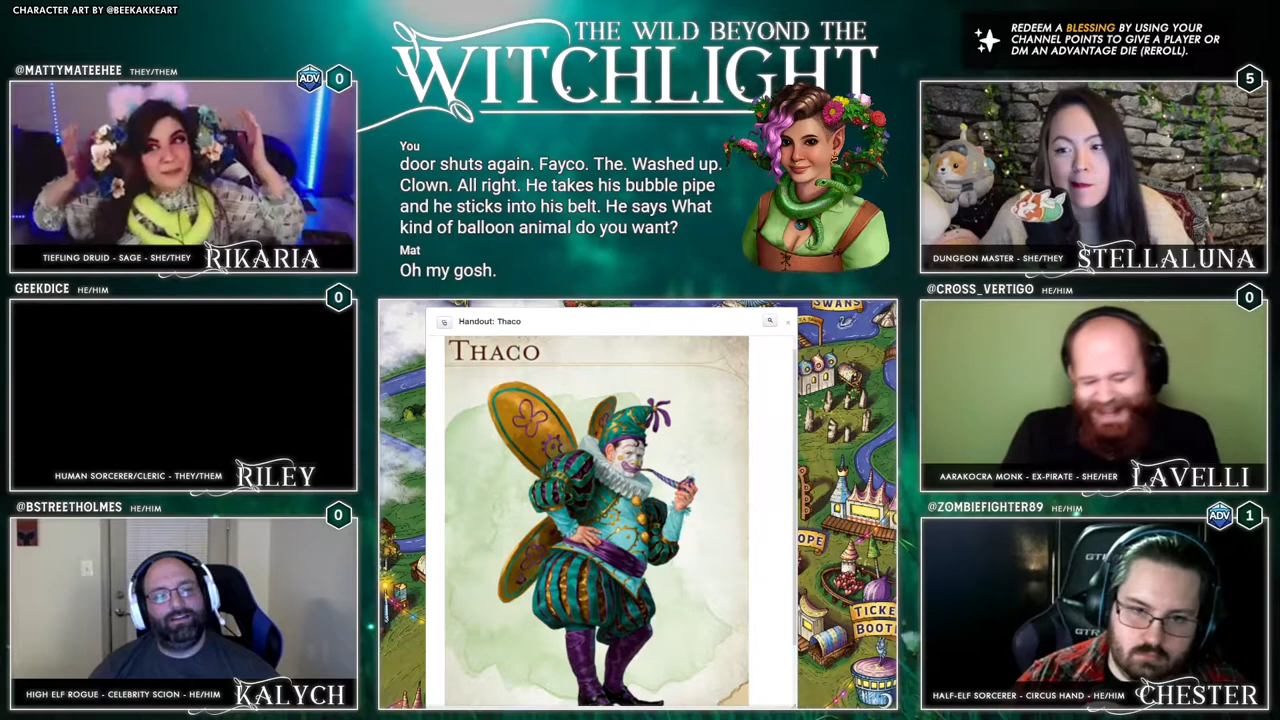 CHARACTER ART BY @BEEKAKKEART
THE WILD BEYOND THE
WITCHLIGHT
REDEEM A BLESSING BY USING YOUR
CHANNEL POINTS TO GIVE A PLAYER OR
DM AN ADVANTAGE DIE (REROLL).
@MATTYMATEEHEE THEY/THEM
ADV 0
TIEFLING DRUID - SAGE - SHE/THEY RIKARIA
You
door shuts again. Fayco. The. Washed up.
Clown. All right. He takes his bubble pipe
and he sticks into his belt. He says What
kind of balloon animal do you want?
Mat
Oh my gosh.
5
DUNGEON MASTER - SHE/THEY STELLALUNA
GEEKDICE HE/HIM
0
HUMAN SORCERER/CLERIC - THEY/THEM RILEY
Handout: Thaco
THACO
SWANS
TICKE
BOOT
@CROSS_VERTIGO HE/HIM
0
AARAKOCRA MONK - EX-PIRATE - SHE/HER LAVELLI
@BSTREETHOLMES HE/HIM
0
HIGH ELF ROGUE - CELEBRITY SCION - HE/HIM KALYCH
@ZOMBIEFIGHTER89 HE/HIM
ADV 1
GTR
GTR
HALF-ELF SORCERER - CIRCUS HAND - HE/HIM CHESTER